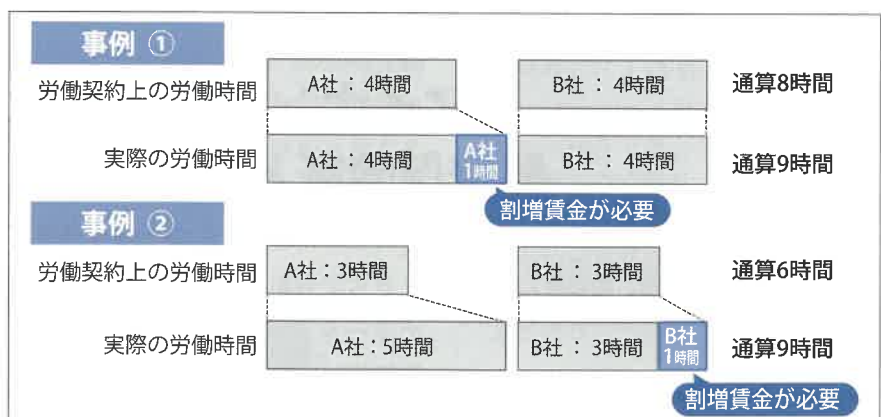 事例 ①
労働契約上の労働時間 A社：4時間 B社：4時間 通算8時間
実際の労働時間 A社：4時間 A社 1時間 B社：4時間 通算9時間
割増賃金が必要
事例 ②
労働契約上の労働時間 A社：3時間 B社：3時間 通算6時間
実際の労働時間 A社：5時間 B社：3時間 B社 1時間 通算9時間
割増賃金が必要